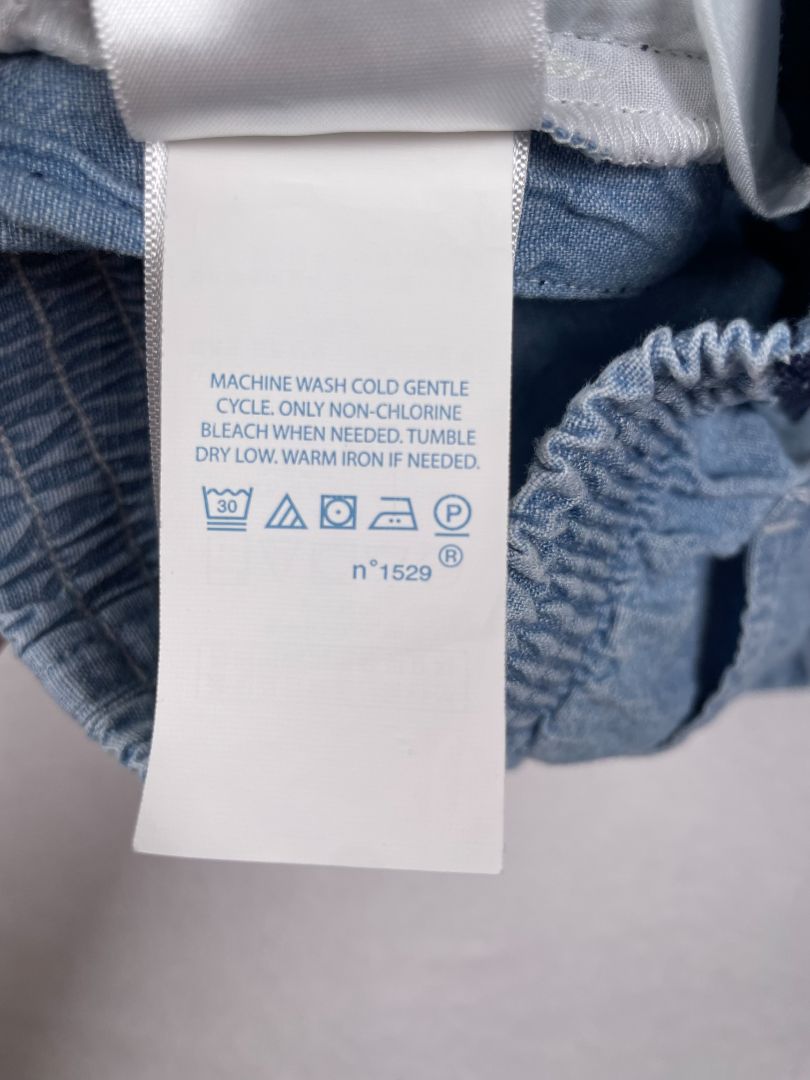 MACHINE WASH COLD GENTLE
CYCLE. ONLY NON-CHLORINE
BLEACH WHEN NEEDED. TUMBLE
DRY LOW. WARM IRON IF NEEDED.
30 P
n°1529 ®